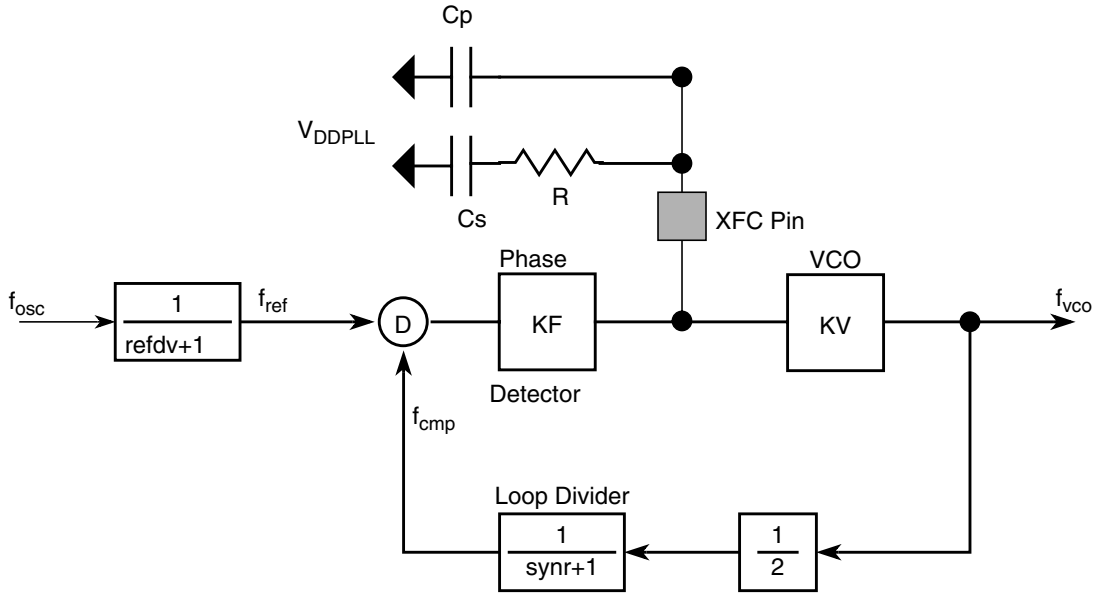 Cp
VDDPLL
R
Cs
XFC Pin
Phase
VCO
fosc
1
refdv+1
fref
D
KF
KV
fvco
Detector
fcmp
Loop Divider
1
synr+1
1
2